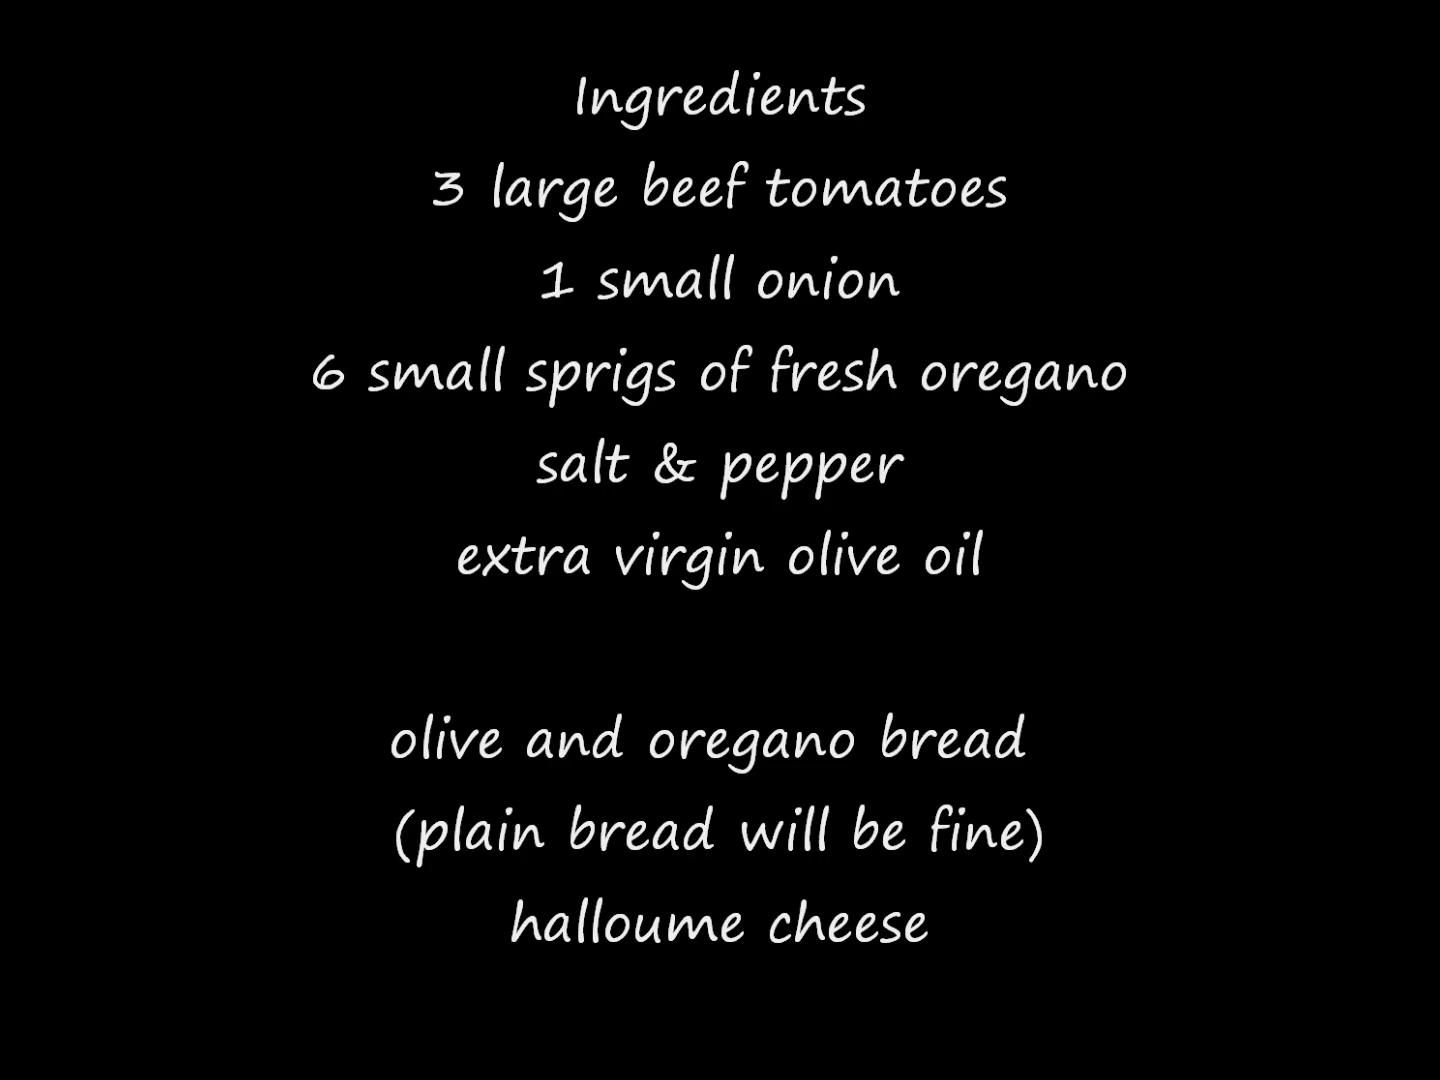 Ingredients
3 large beef tomatoes
1 small onion
6 small sprigs of fresh oregano
salt & pepper
extra virgin olive oil
olive and oregano bread
(plain bread will be fine)
halloume cheese